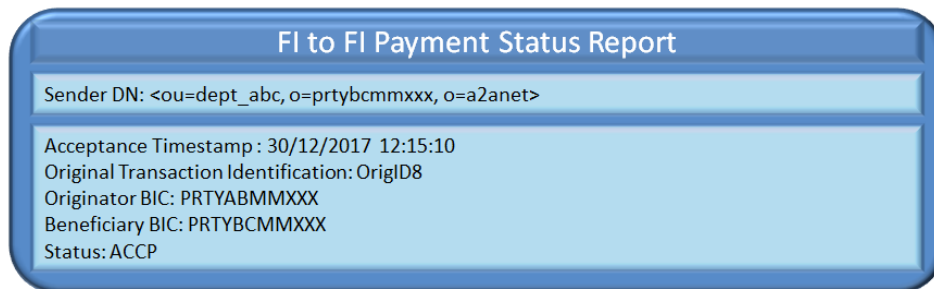 FI to FI Payment Status Report
Sender DN: <ou=dept_abc, o=prtybcmmxxx, o=a2anet>
Acceptance Timestamp : 30/12/2017 12:15:10
Original Transaction Identification: OrigID8
Originator BIC: PRTYABMMXXX
Beneficiary BIC: PRTYBCMMXXX
Status: ACCP